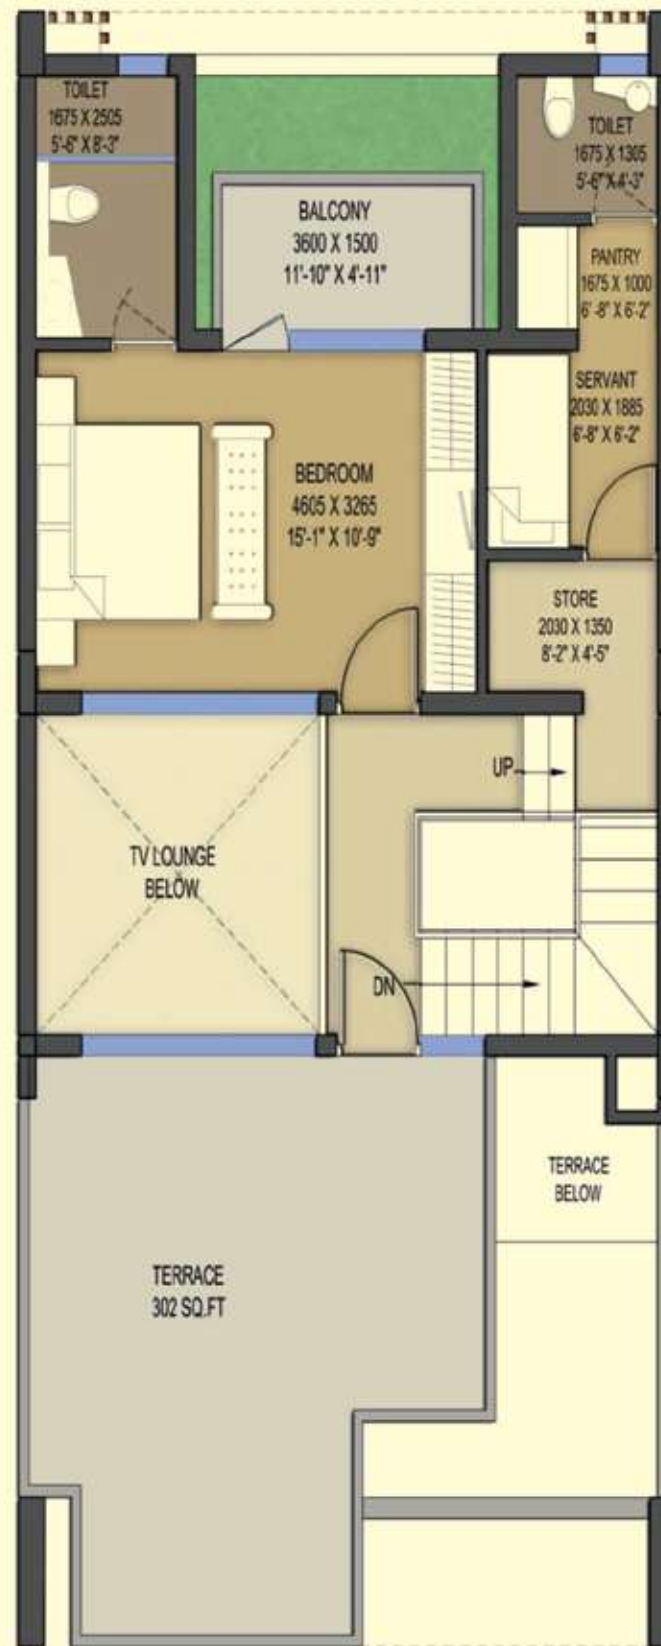 TOILET
1675 X 2505
5'-6" X 8'-3"
TOILET
1675 X 1305
5'-6" X 4'-3"
BALCONY
3600 X 1500
11'-10" X 4'-11"
PANTRY
1675 X 1000
6'-8" X 6'-2"
SERVANT
2030 X 1885
6'-8" X 6'-2"
BEDROOM
4605 X 3265
15'-1" X 10'-9"
STORE
2030 X 1350
8'-2" X 4'-5"
UP
TV LOUNGE
BELOW
DN
TERRACE
BELOW
TERRACE
302 SQ.FT